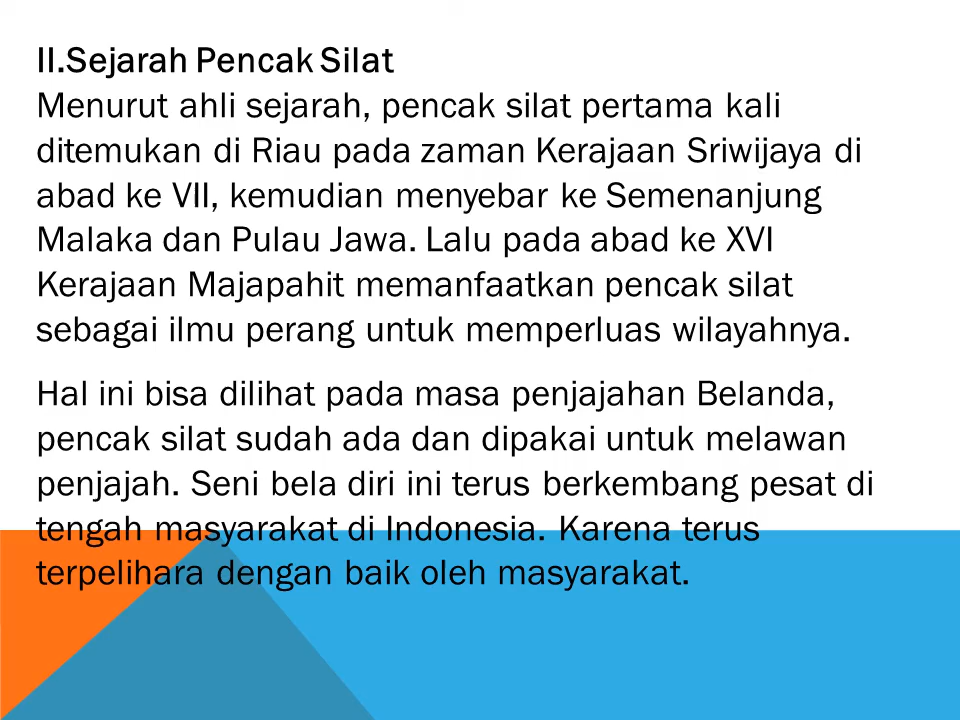 II.Sejarah Pencak Silat
Menurut ahli sejarah, pencak silat pertama kali
ditemukan di Riau pada zaman Kerajaan Sriwijaya di
abad ke VII, kemudian menyebar ke Semenanjung
Malaka dan Pulau Jawa. Lalu pada abad ke XVI
Kerajaan Majapahit memanfaatkan pencak silat
sebagai ilmu perang untuk memperluas wilayahnya.
Hal ini bisa dilihat pada masa penjajahan Belanda,
pencak silat sudah ada dan dipakai untuk melawan
penjajah. Seni bela diri ini terus berkembang pesat di
tengah masyarakat di Indonesia. Karena terus
terpelihara dengan baik oleh masyarakat.